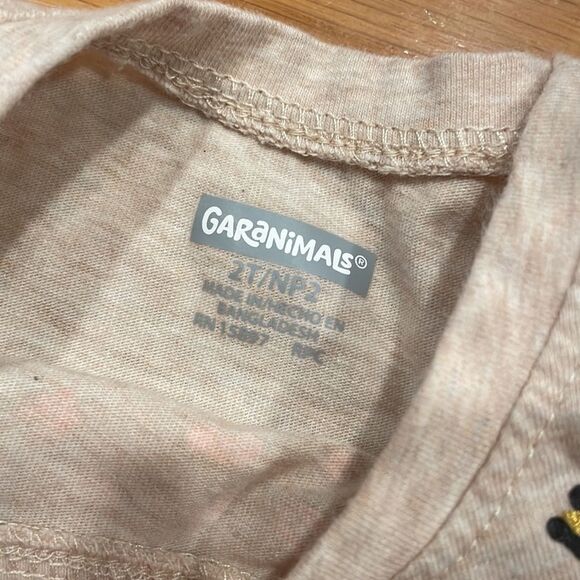 GARANIMALS®
2T/NP2
MADE IN/HECHO EN
BANGLADESH
RN 15897 RPC